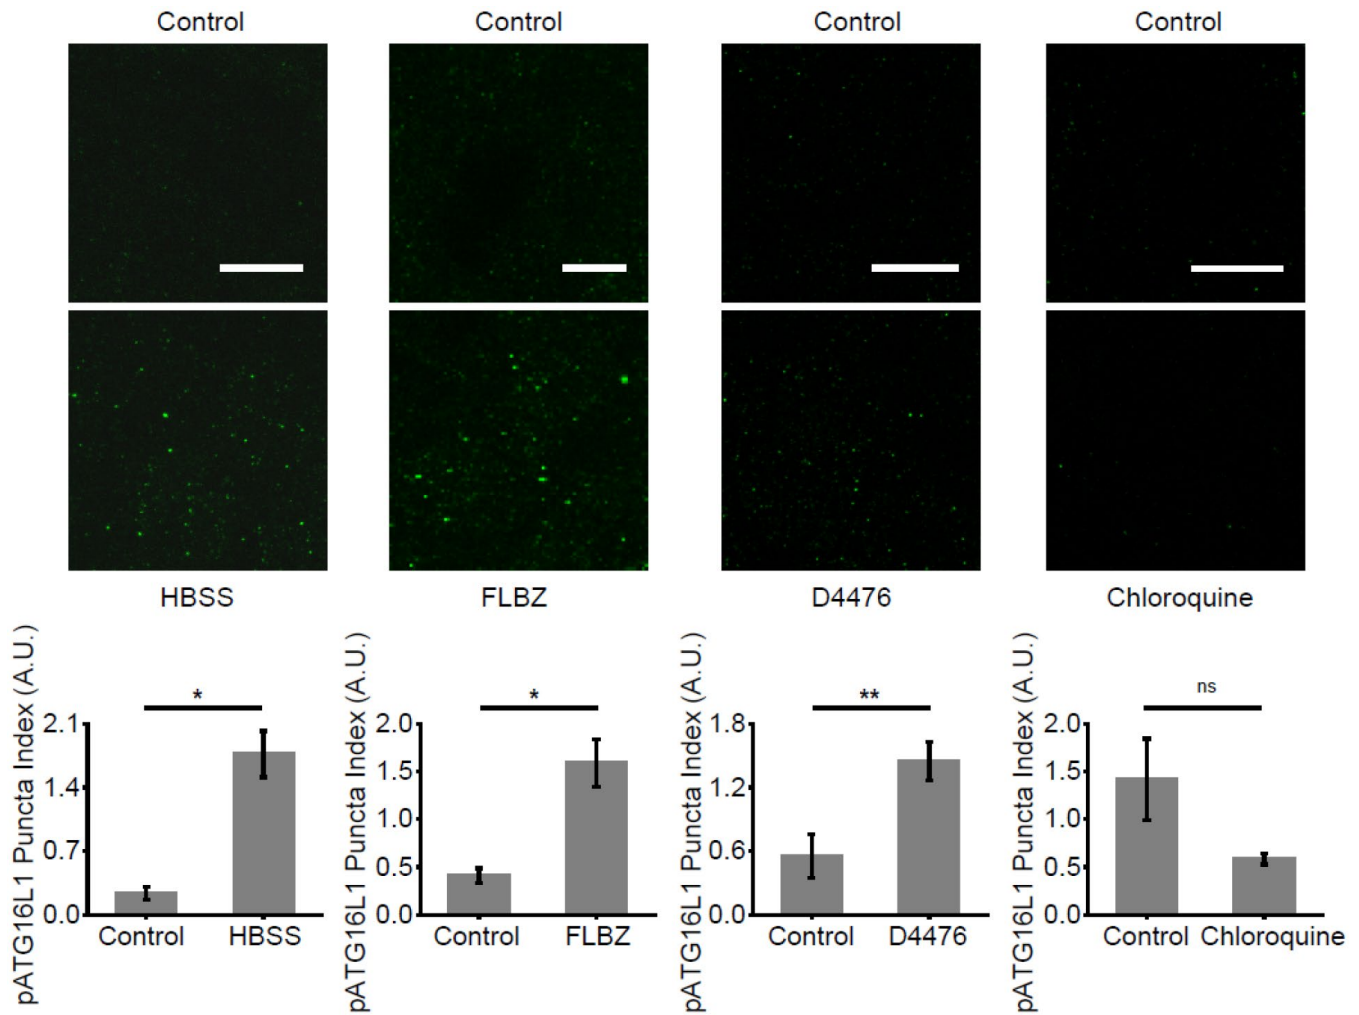 Control Control Control Control
HBSS FLBZ D4476 Chloroquine
pATG16L1 Puncta Index (A.U.)
2.1
1.4
0.7
0.0
*
Control HBSS
pATG16L1 Puncta Index (A.U.)
2.0
1.5
1.0
0.5
0.0
*
Control FLBZ
pATG16L1 Puncta Index (A.U.)
1.8
1.2
0.6
0.0
**
Control D4476
pATG16L1 Puncta Index (A.U.)
2.0
1.5
1.0
0.5
0.0
ns
Control Chloroquine